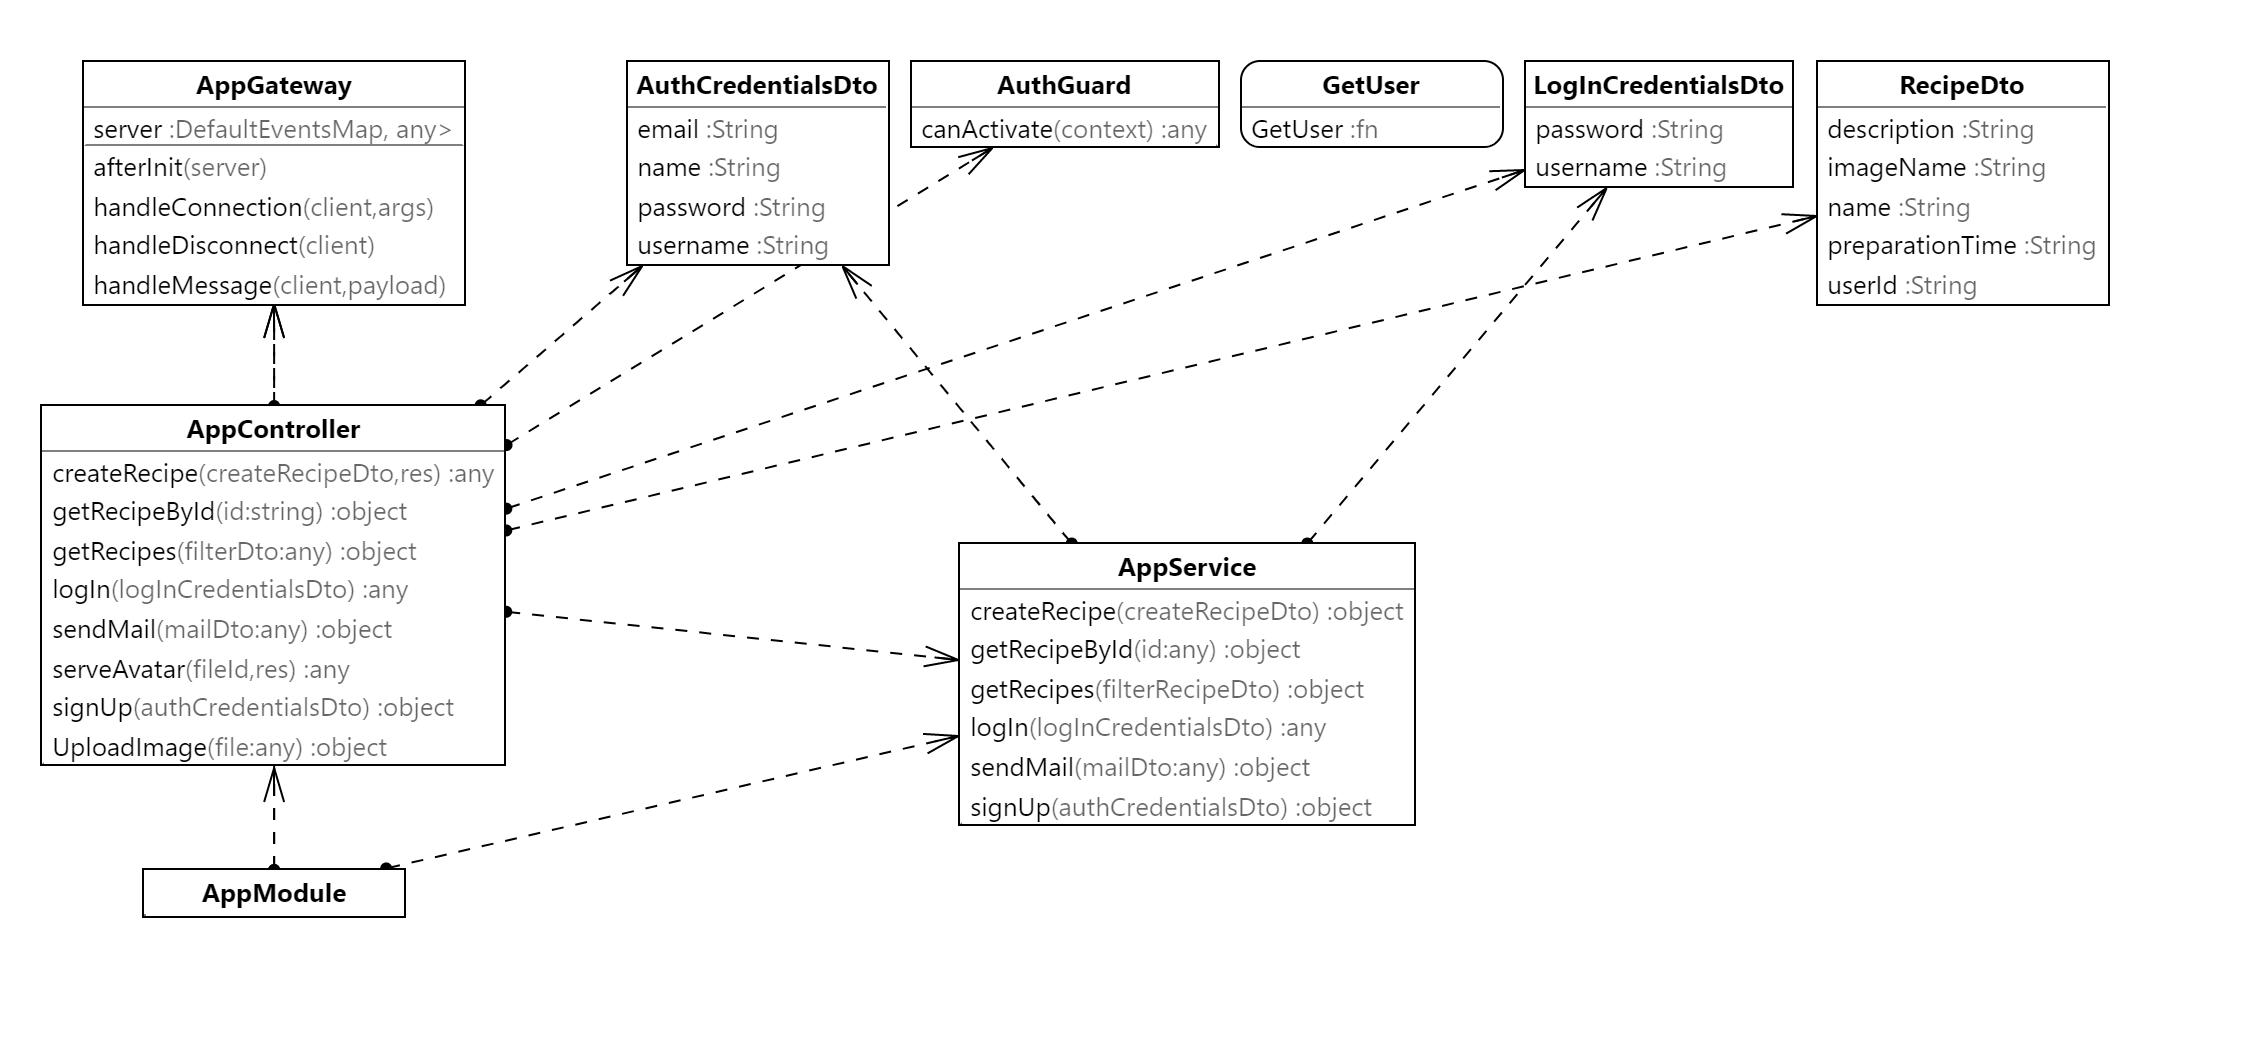 AppGateway
server :DefaultEventsMap, any>
afterInit(server)
handleConnection(client,args)
handleDisconnect(client)
handleMessage(client,payload)
AuthCredentialsDto
email :String
name :String
password :String
username :String
AuthGuard
canActivate(context) :any
GetUser
GetUser :fn
LogInCredentialsDto
password :String
username :String
RecipeDto
description :String
imageName :String
name :String
preparationTime :String
userId :String
AppController
createRecipe(createRecipeDto,res) :any
getRecipeById(id:string) :object
getRecipes(filterDto:any) :object
logIn(logInCredentialsDto) :any
sendMail(mailDto:any) :object
serveAvatar(fileId,res) :any
signUp(authCredentialsDto) :object
UploadImage(file:any) :object
AppService
createRecipe(createRecipeDto) :object
getRecipeById(id:any) :object
getRecipes(filterRecipeDto) :object
logIn(logInCredentialsDto) :any
sendMail(mailDto:any) :object
signUp(authCredentialsDto) :object
AppModule